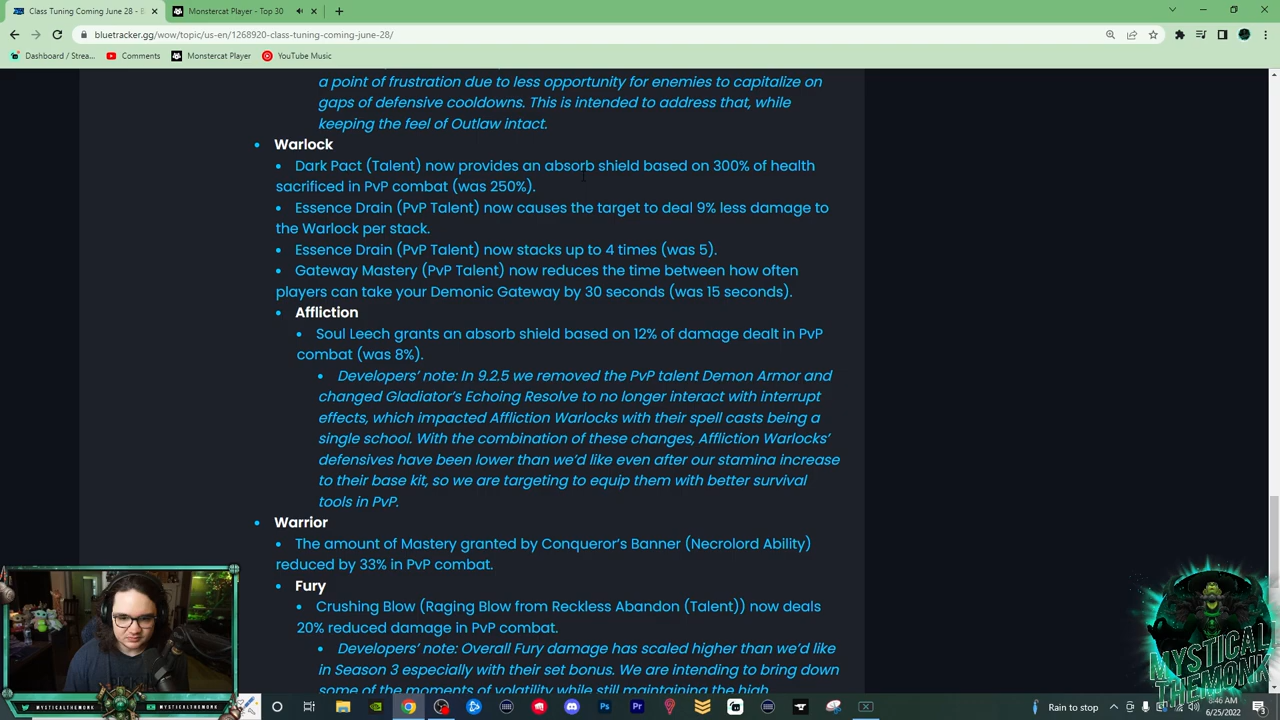 Class Tuning Coming June 28 - B
Monstercat Player - Top 30
bluetracker.gg/wow/topic/us-en/1268920-class-tuning-coming-june-28/
Dashboard / Strea...
Comments
Monstercat Player
YouTube Music
a point of frustration due to less opportunity for enemies to capitalize on
gaps of defensive cooldowns. This is intended to address that, while
keeping the feel of Outlaw intact.
Warlock
Dark Pact (Talent) now provides an absorb shield based on 300% of health
sacrificed in PvP combat (was 250%).
Essence Drain (PvP Talent) now causes the target to deal 9% less damage to
the Warlock per stack.
Essence Drain (PvP Talent) now stacks up to 4 times (was 5).
Gateway Mastery (PvP Talent) now reduces the time between how often
players can take your Demonic Gateway by 30 seconds (was 15 seconds).
Affliction
Soul Leech grants an absorb shield based on 12% of damage dealt in PvP
combat (was 8%).
Developers' note: In 9.2.5 we removed the PvP talent Demon Armor and
changed Gladiator's Echoing Resolve to no longer interact with interrupt
effects, which impacted Affliction Warlocks with their spell casts being a
single school. With the combination of these changes, Affliction Warlocks'
defensives have been lower than we'd like even after our stamina increase
to their base kit, so we are targeting to equip them with better survival
tools in PvP.
Warrior
The amount of Mastery granted by Conqueror's Banner (Necrolord Ability)
reduced by 33% in PvP combat.
Fury
Crushing Blow (Raging Blow from Reckless Abandon (Talent)) now deals
20% reduced damage in PvP combat.
Developers' note: Overall Fury damage has scaled higher than we'd like
in Season 3 especially with their set bonus. We are intending to bring down
some of the moments of volatility while still maintaining the high
MYSTICAL
THEMONK
MYSTICALTHEMONK
MYSTICALTHEMONK
Rain to stop
8:46 AM
6/25/2022